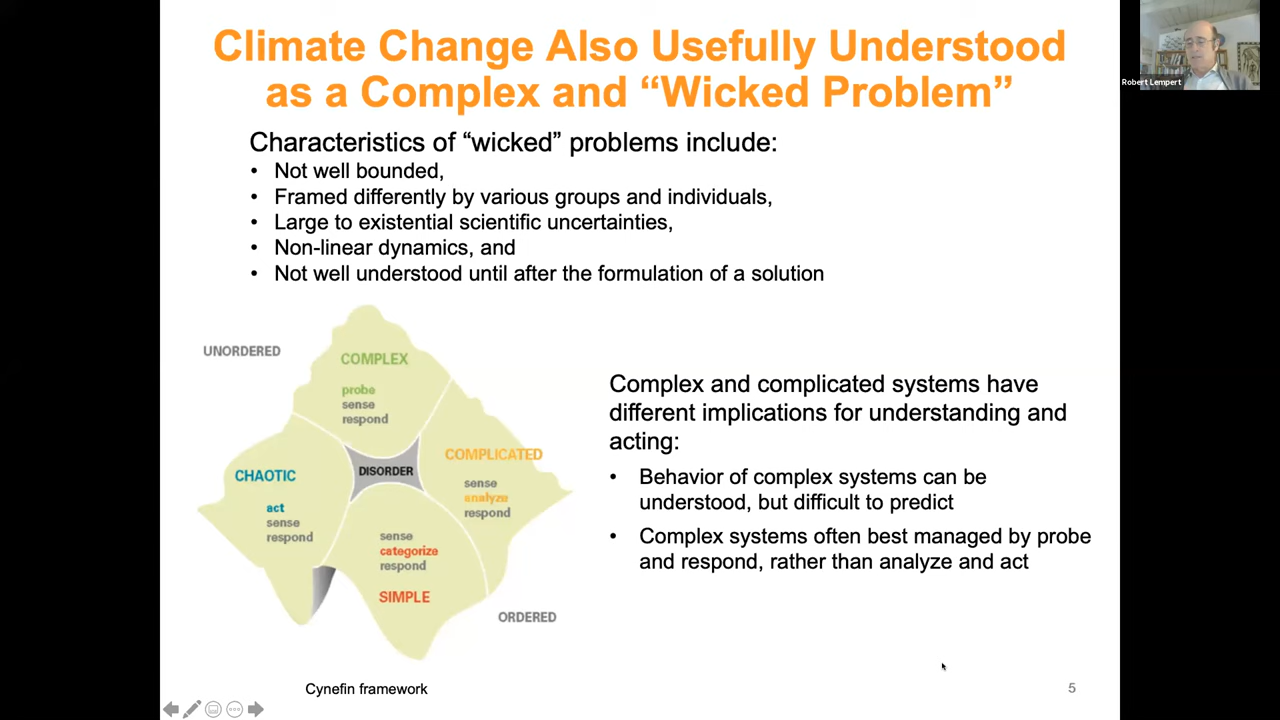 Climate Change Also Usefully Understood
as a Complex and “Wicked Problem”
Robert Lempert
Characteristics of “wicked” problems include:
• Not well bounded,
• Framed differently by various groups and individuals,
• Large to existential scientific uncertainties,
• Non-linear dynamics, and
• Not well understood until after the formulation of a solution
UNORDERED
COMPLEX
probe
sense
respond
CHAOTIC
act
sense
respond
DISORDER
COMPLICATED
sense
analyze
respond
sense
categorize
respond
SIMPLE
ORDERED
Cynefin framework
Complex and complicated systems have
different implications for understanding and
acting:
• Behavior of complex systems can be
understood, but difficult to predict
• Complex systems often best managed by probe
and respond, rather than analyze and act
5